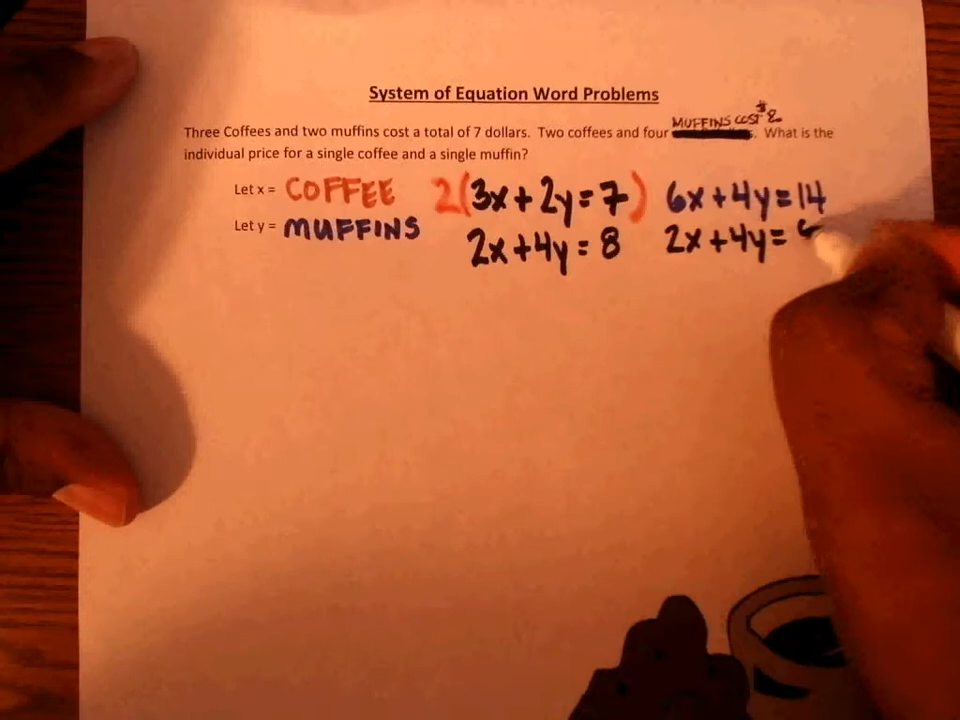 System of Equation Word Problems
MUFFINS COST $8
Three Coffees and two muffins cost a total of 7 dollars. Two coffees and four . What is the
individual price for a single coffee and a single muffin?
Let x = COFFEE 2(3x + 2y = 7) 6x + 4y = 14
Let y = MUFFINS 2x + 4y = 8 2x + 4y =